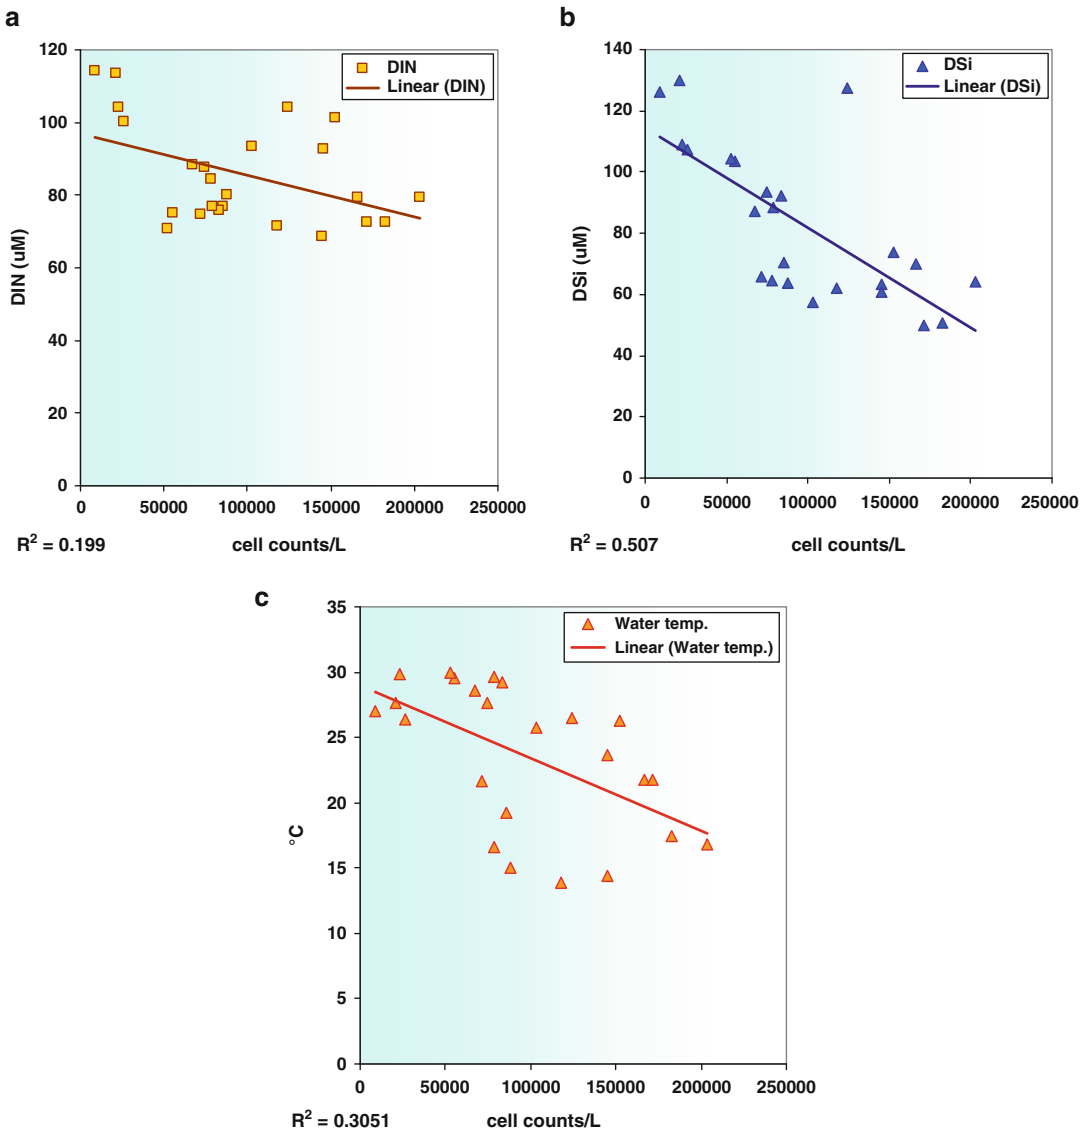 a
120
100
80
60
40
20
0
DIN (uM)
DIN
Linear (DIN)
0 50000 100000 150000 200000 250000
R² = 0.199 cell counts/L
b
140
120
100
80
60
40
20
0
DSi (uM)
DSi
Linear (DSi)
0 50000 100000 150000 200000 250000
R² = 0.507 cell counts/L
c
35
30
25
20
15
10
5
0
°C
Water temp.
Linear (Water temp.)
0 50000 100000 150000 200000 250000
R² = 0.3051 cell counts/L